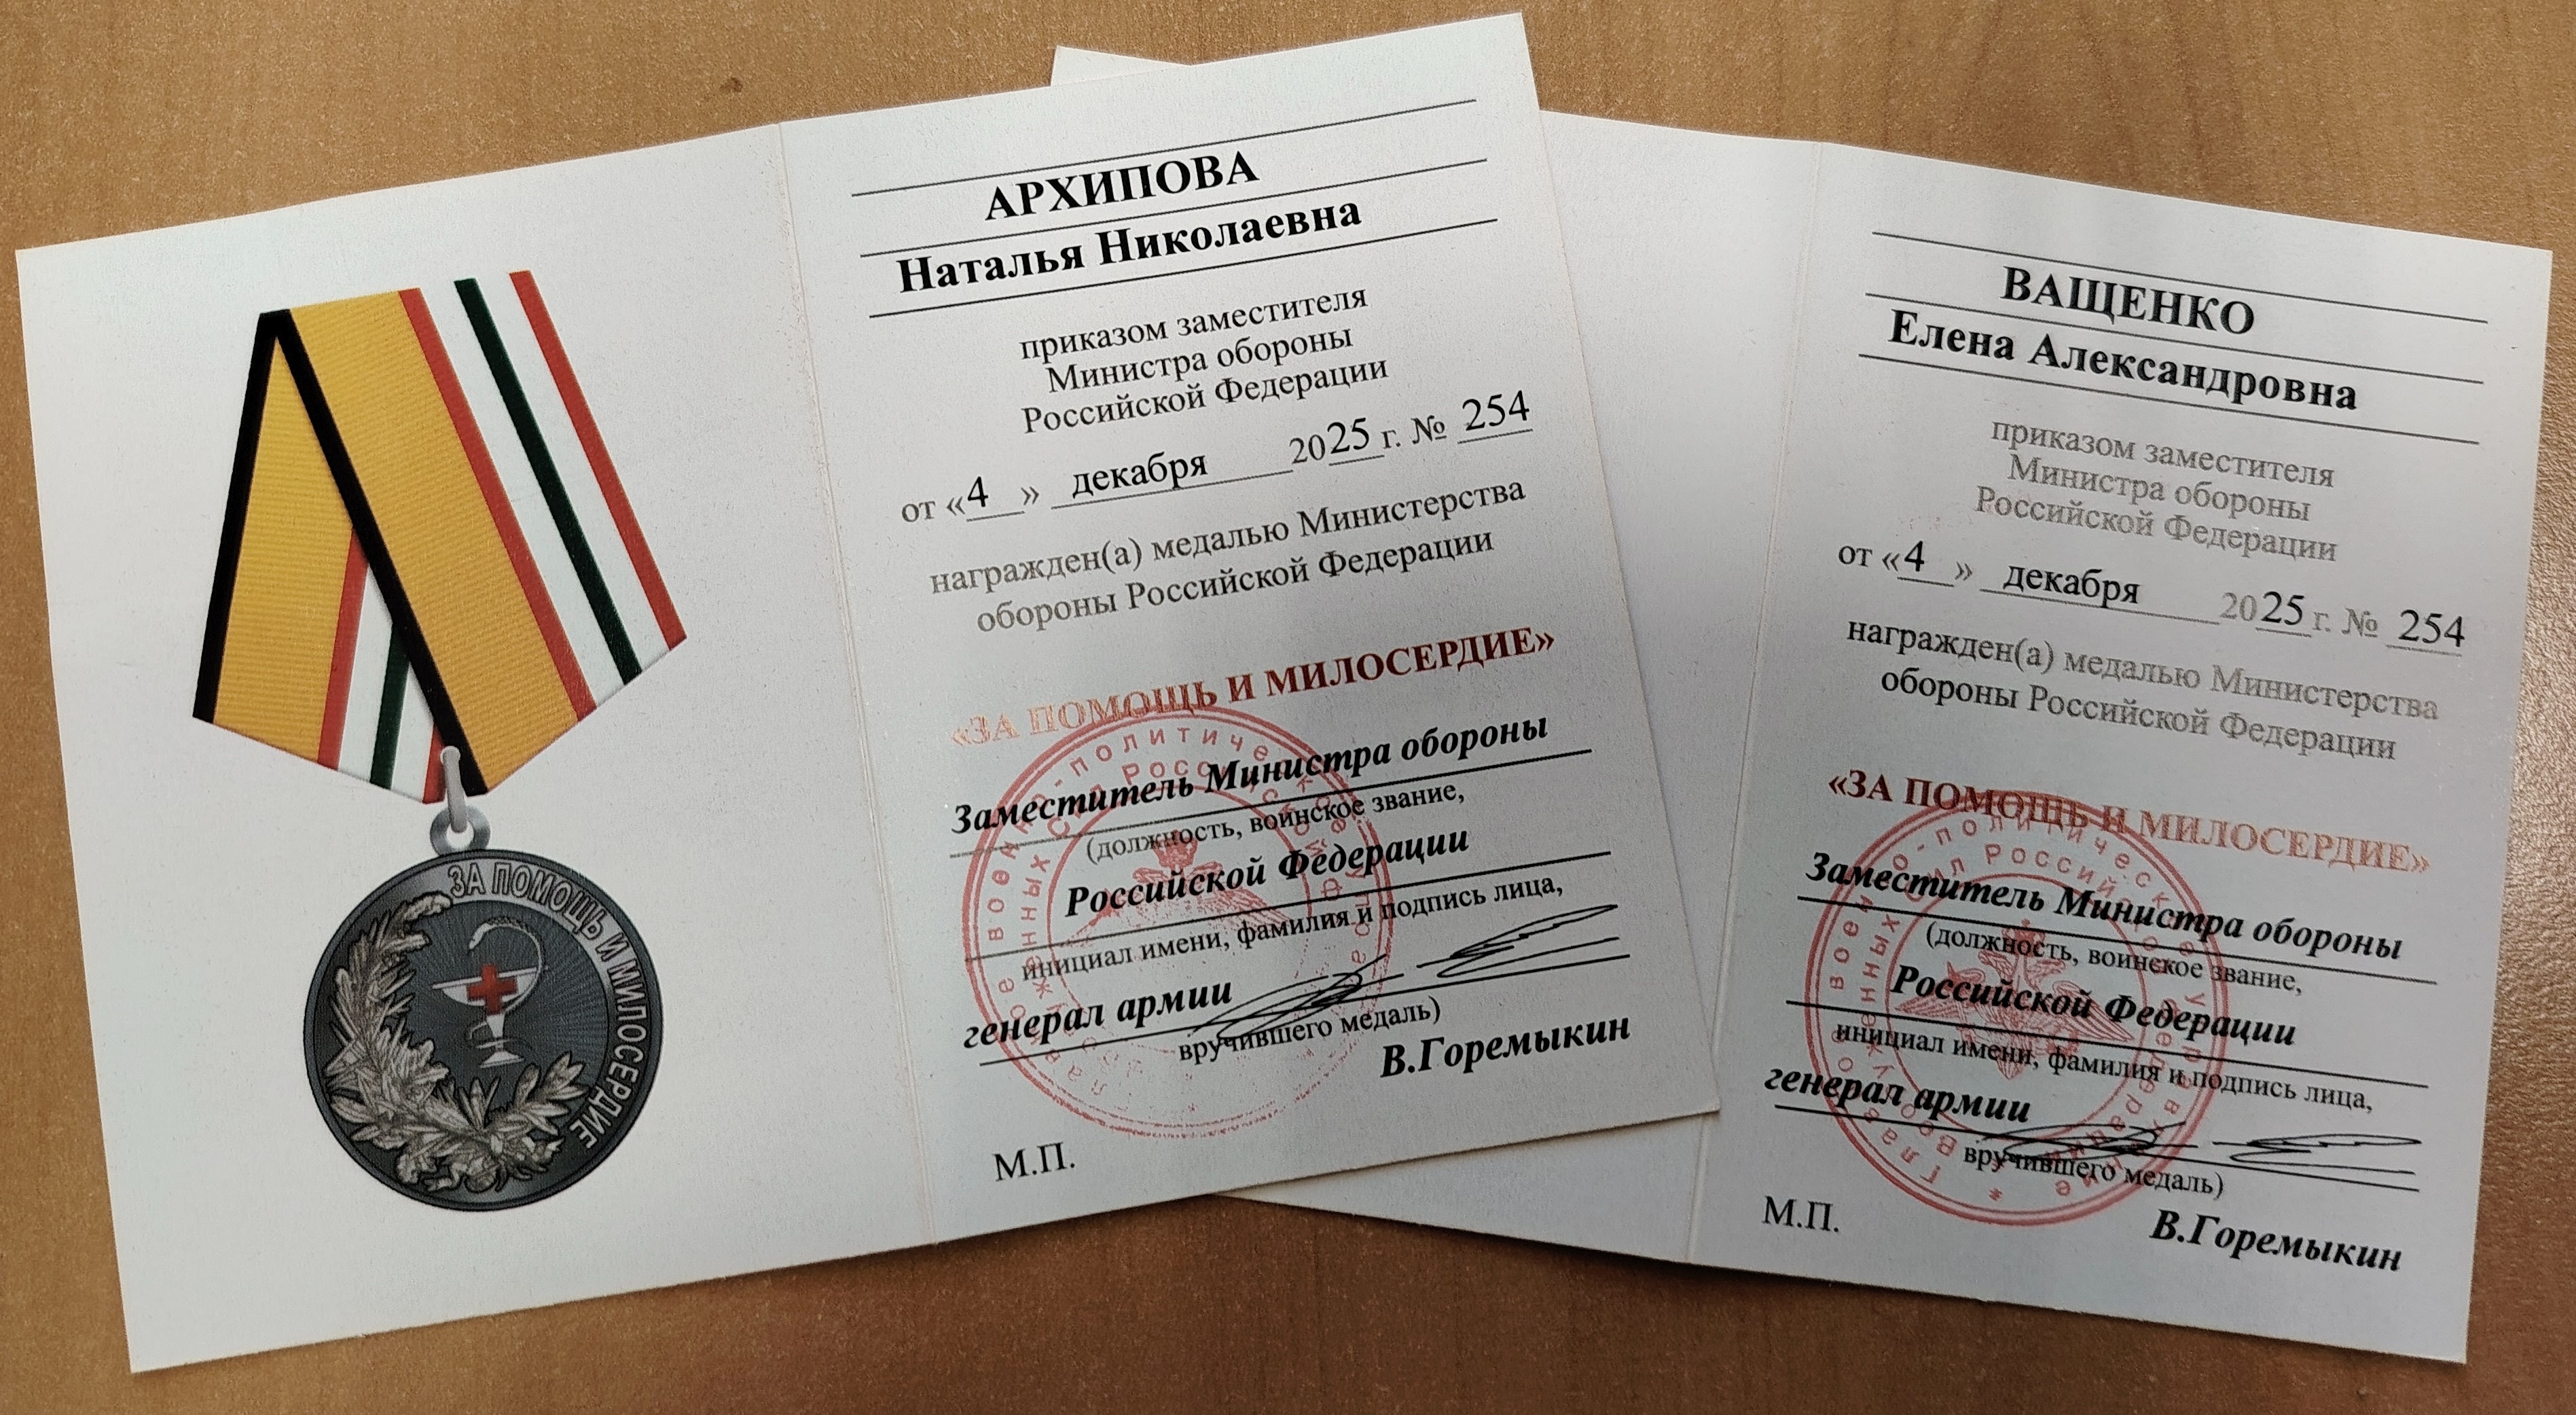 ЗА ПОМОЩЬ И МИЛОСЕРДИЕ
АРХИПОВА
Наталья Николаевна
приказом заместителя
Министра обороны
Российской Федерации
от «4» декабря 2025 г. № 254
награжден(а) медалью Министерства
обороны Российской Федерации
«ЗА ПОМОЩЬ И МИЛОСЕРДИЕ»
Заместитель Министра обороны
(должность, воинское звание,
Российской Федерации
инициал имени, фамилия и подпись лица,
генерал армии
вручившего медаль)
В.Горемыкин
М.П.
ВАЩЕНКО
Елена Александровна
приказом заместителя
Министра обороны
Российской Федерации
от «4» декабря 2025 г. № 254
награжден(а) медалью Министерства
обороны Российской Федерации
«ЗА ПОМОЩЬ И МИЛОСЕРДИЕ»
Заместитель Министра обороны
(должность, воинское звание,
Российской Федерации
инициал имени, фамилия и подпись лица,
генерал армии
вручившего медаль)
В.Горемыкин
М.П.